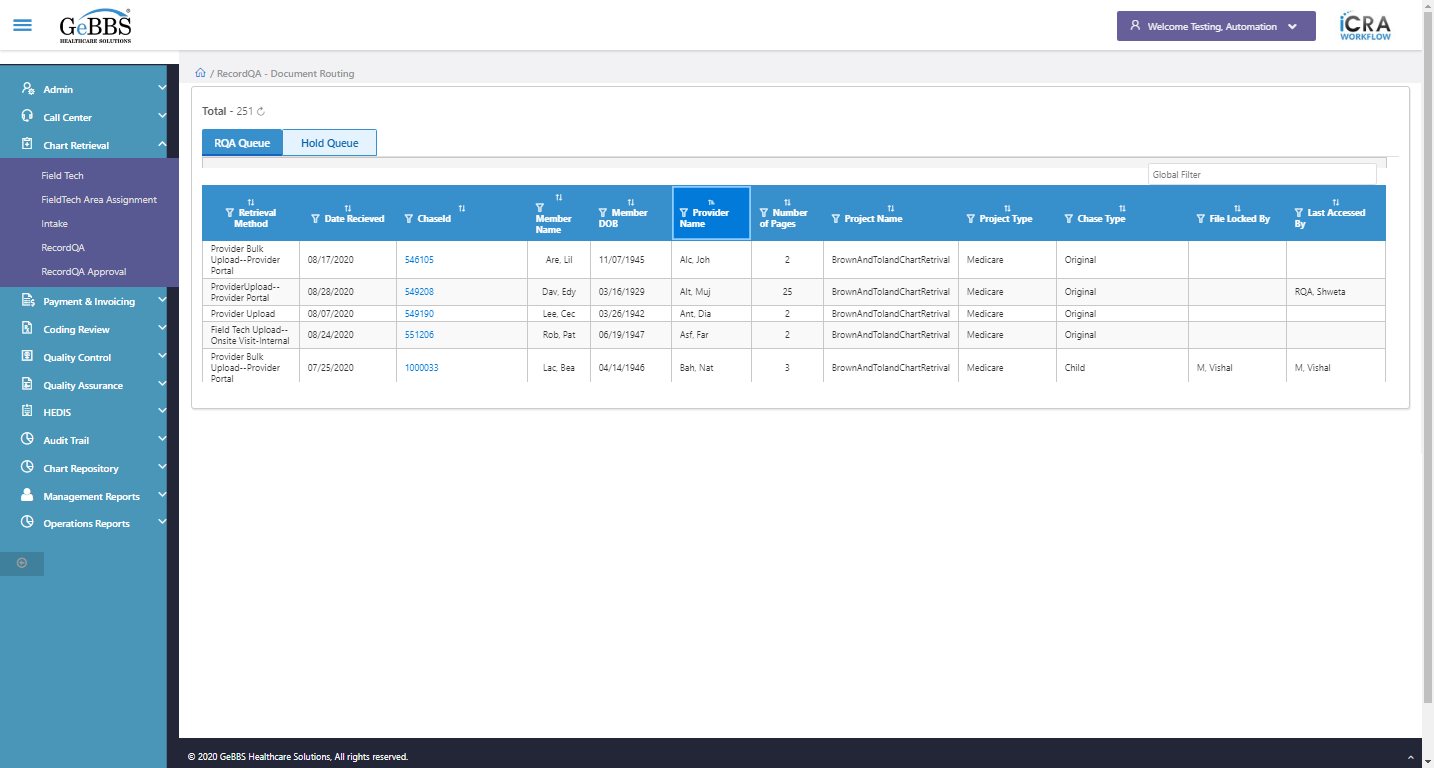 GeBBS
HEALTHCARE SOLUTIONS
Welcome Testing, Automation
iCRA
WORKFLOW
Admin
Call Center
Chart Retrieval
Field Tech
FieldTech Area Assignment
Intake
RecordQA
RecordQA Approval
Payment & Invoicing
Coding Review
Quality Control
Quality Assurance
HEDIS
Audit Trail
Chart Repository
Management Reports
Operations Reports
/ RecordQA - Document Routing
Total - 251
RQA Queue Hold Queue
Global Filter
Retrieval Method Date Recieved ChaseId Member Name Member DOB Provider Name Number of Pages Project Name Project Type Chase Type File Locked By Last Accessed By
Provider Bulk Upload--Provider Portal 08/17/2020 546105 Are, Lil 11/07/1945 Alc, Joh 2 BrownAndTolandChartRetrival Medicare Original
ProviderUpload--Provider Portal 08/28/2020 549208 Dav, Edy 03/16/1929 Alt, Muj 25 BrownAndTolandChartRetrival Medicare Original RQA, Shweta
Provider Upload 08/07/2020 549190 Lee, Cec 03/26/1942 Ant, Dia 2 BrownAndTolandChartRetrival Medicare Original
Field Tech Upload--Onsite Visit-Internal 08/24/2020 551206 Rob, Pat 06/19/1947 Asf, Far 2 BrownAndTolandChartRetrival Medicare Original
Provider Bulk Upload--Provider Portal 07/25/2020 1000033 Lac, Bea 04/14/1946 Bah, Nat 3 BrownAndTolandChartRetrival Medicare Child M, Vishal M, Vishal
© 2020 GeBBS Healthcare Solutions, All rights reserved.